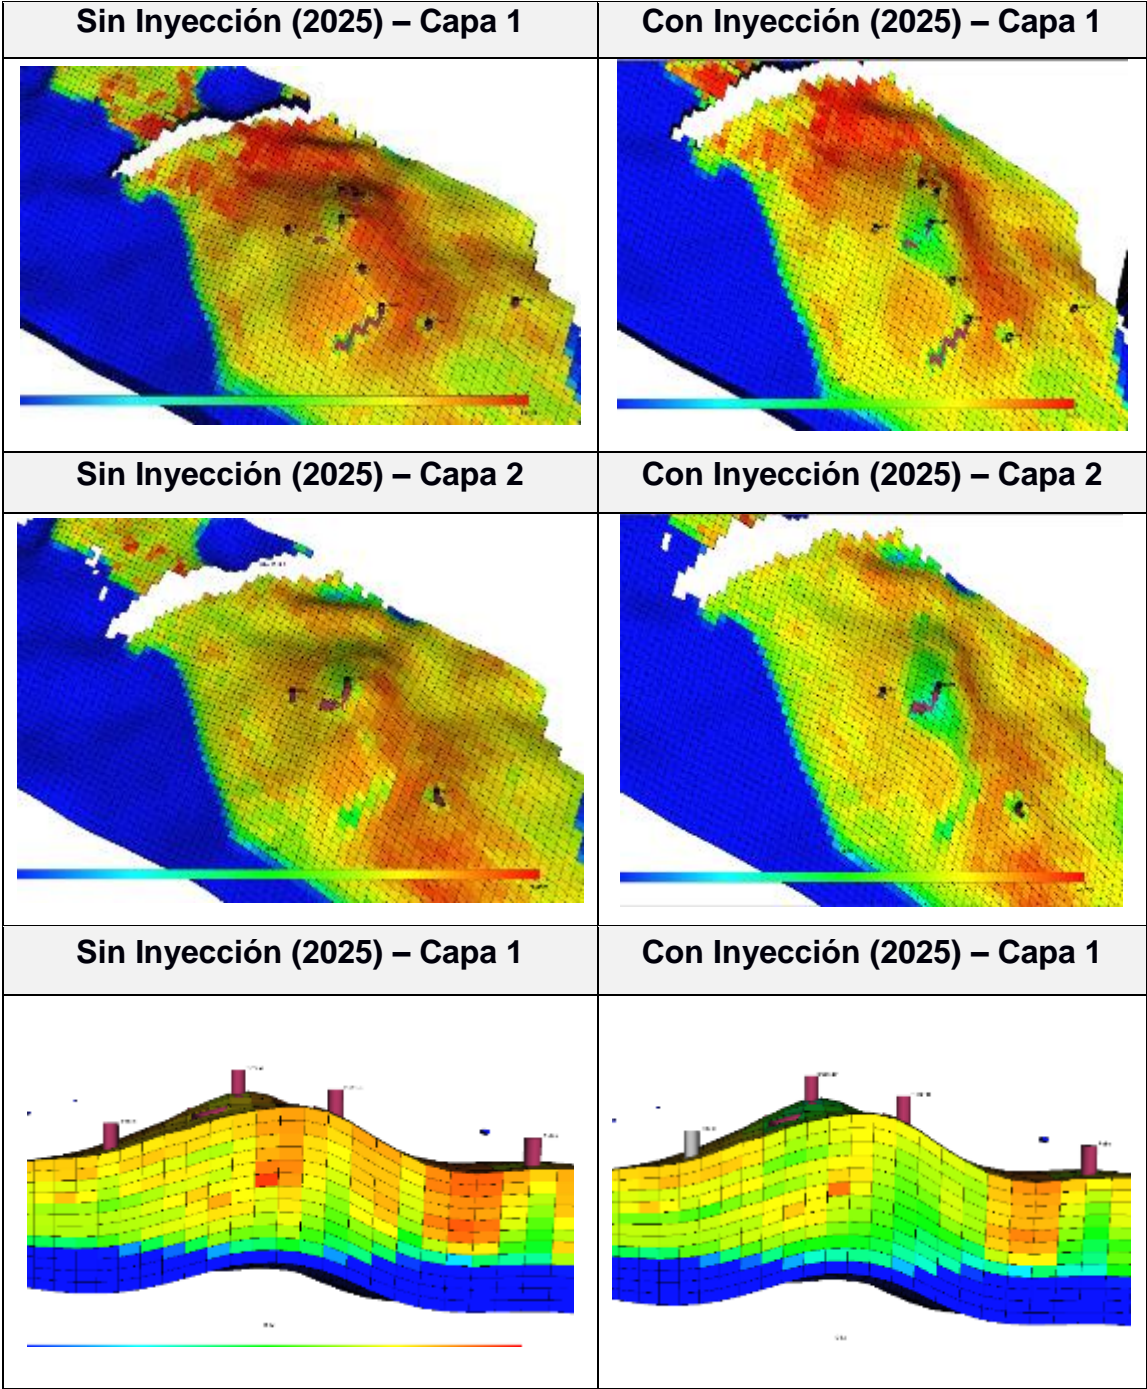 Sin Inyección (2025) – Capa 1
Con Inyección (2025) – Capa 1
Sin Inyección (2025) – Capa 2
Con Inyección (2025) – Capa 2
Sin Inyección (2025) – Capa 1
Con Inyección (2025) – Capa 1